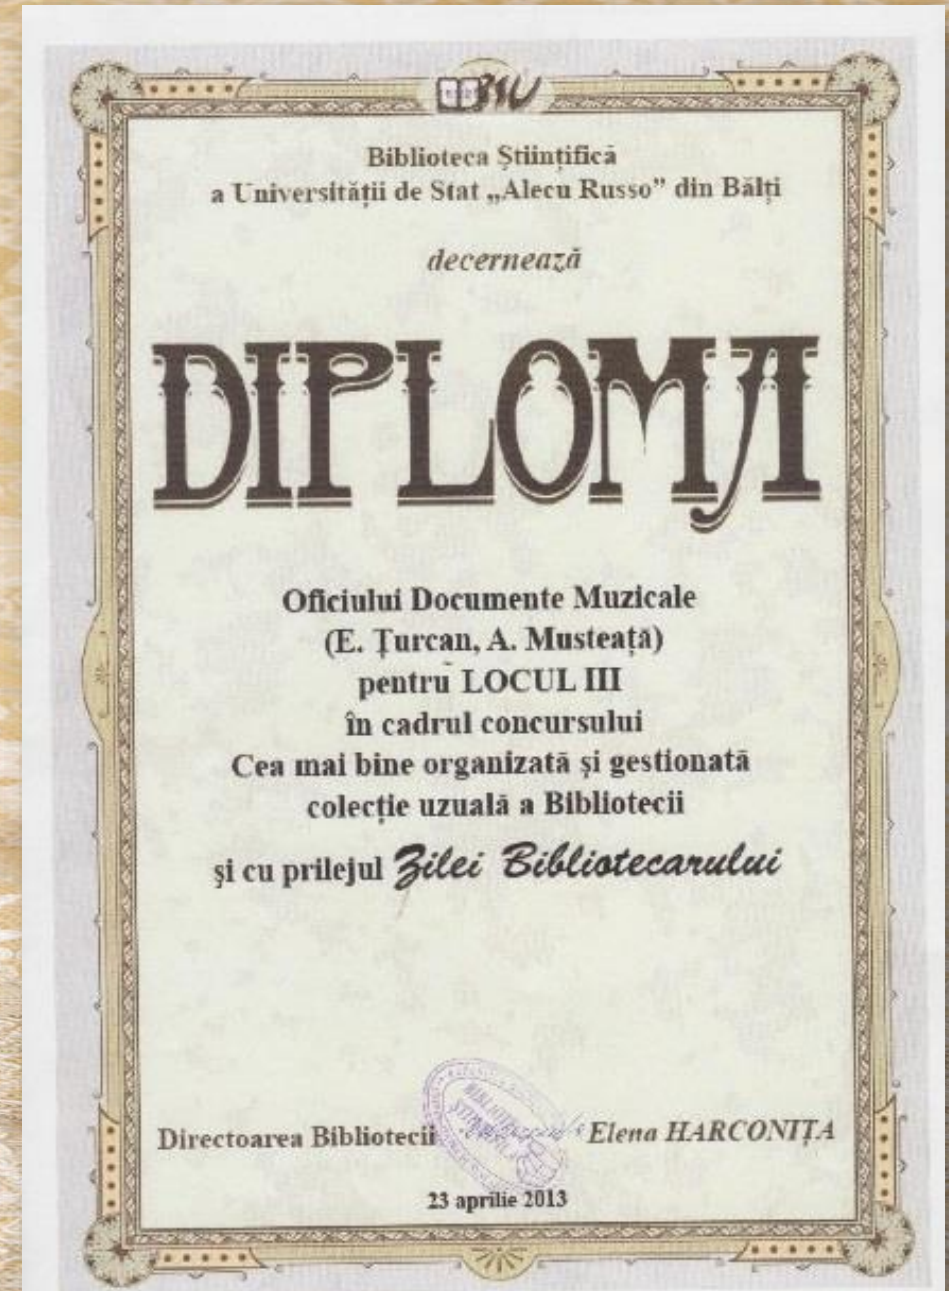 Biblioteca Științifică
a Universității de Stat „Alecu Russo” din Bălți
decernează
DIPLOMA
Oficiului Documente Muzicale
(E. Țurcan, A. Musteață)
pentru LOCUL III
în cadrul concursului
Cea mai bine organizată și gestionată
colecție uzuală a Bibliotecii
și cu prilejul Zilei Bibliotecarului
Directoarea Bibliotecii Elena HARCONIȚA
23 aprilie 2013